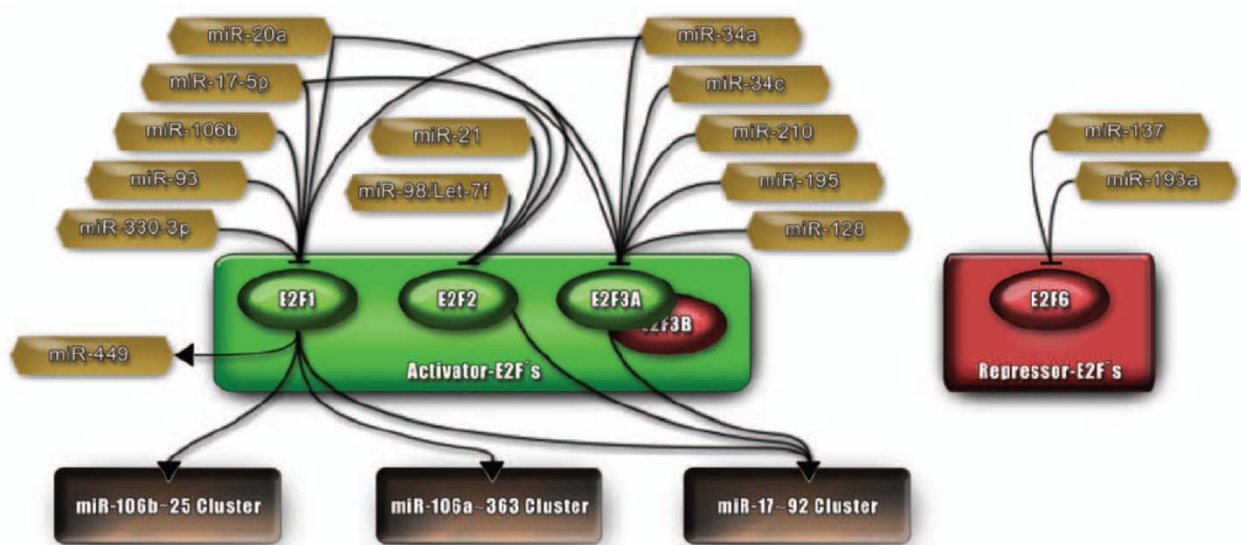 miR-20a
miR-34a
miR-17-5p
miR-34c
miR-106b
miR-21
miR-210
miR-137
miR-93
miR-98/Let-7f
miR-195
miR-193a
miR-330-3p
miR-128
E2F1
E2F2
E2F3A
E2F3B
E2F6
miR-449
Activator-E2F´s
Repressor-E2F´s
miR-106b~25 Cluster
miR-106a~363 Cluster
miR-17~92 Cluster